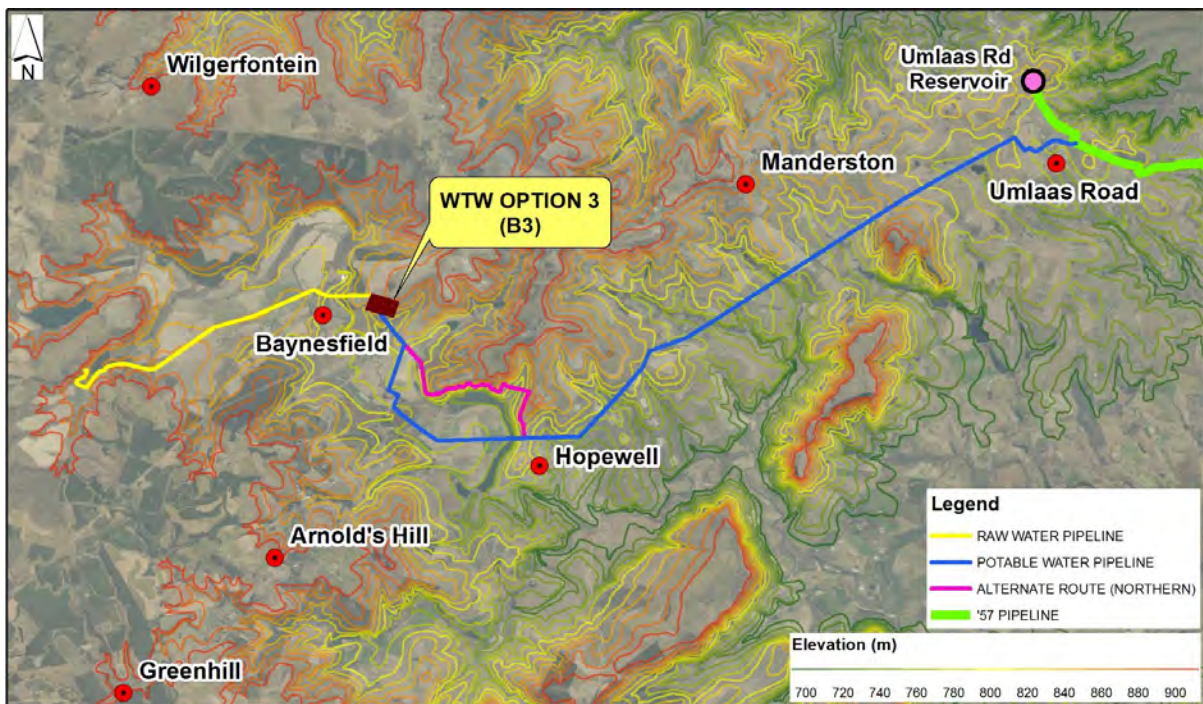 N
Wilgerfontein
Umlaas Rd
Reservoir
Manderston
Umlaas Road
WTW OPTION 3
(B3)
Baynesfield
Hopewell
Arnold's Hill
Greenhill
Legend
RAW WATER PIPELINE
POTABLE WATER PIPELINE
ALTERNATE ROUTE (NORTHERN)
'57 PIPELINE
Elevation (m)
700 720 740 760 780 800 820 840 860 880 900